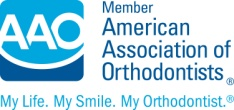 AAO
Member
American
Association of
Orthodontists®
My Life. My Smile. My Orthodontist.®